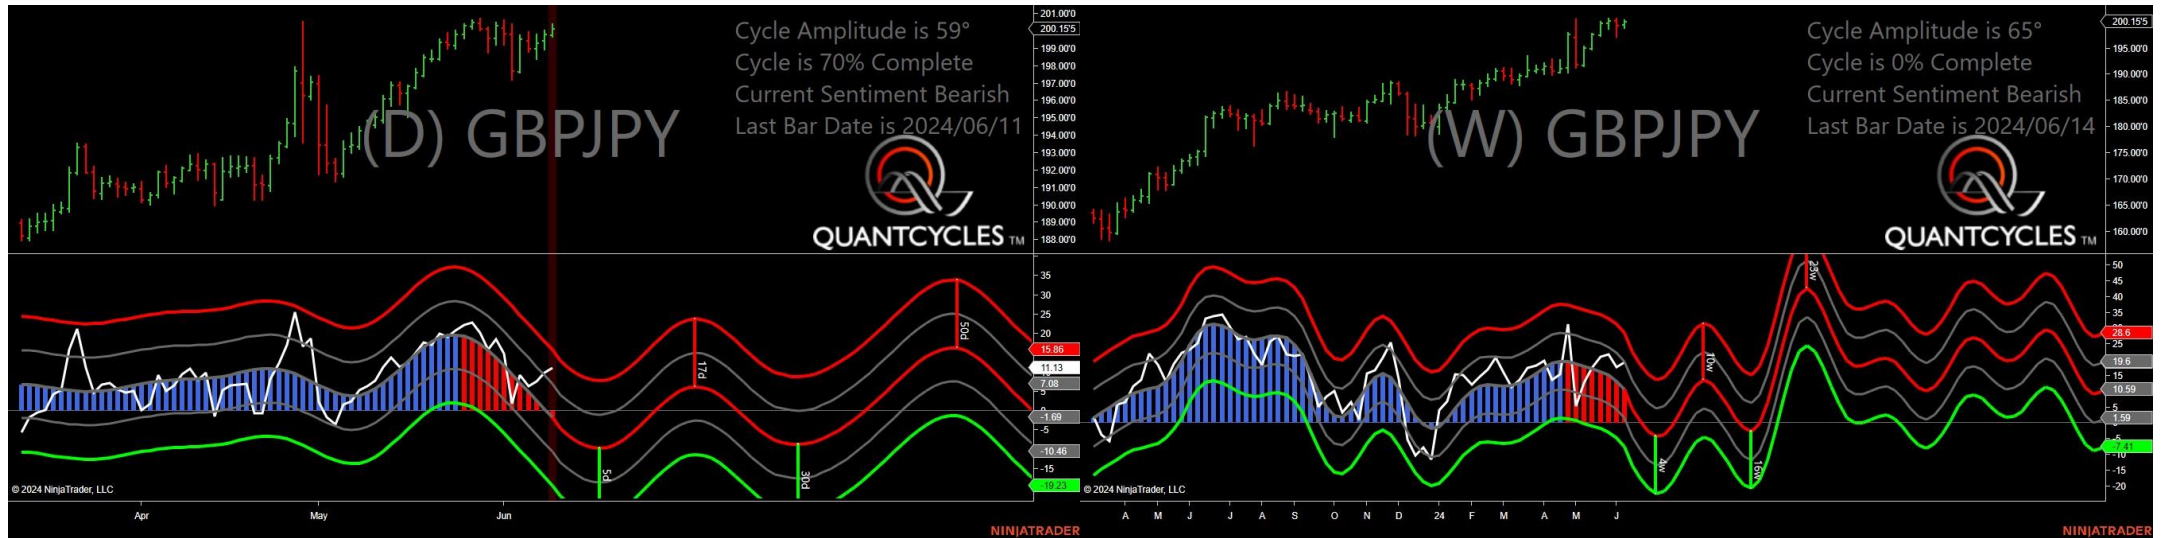 Cycle Amplitude is 59°
Cycle is 70% Complete
Current Sentiment Bearish
Last Bar Date is 2024/06/11
(D) GBPJPY
QUANTCYCLES TM
201.00'0
200.15'5
199.00'0
198.00'0
197.00'0
196.00'0
195.00'0
194.00'0
193.00'0
192.00'0
191.00'0
190.00'0
189.00'0
188.00'0
35
30
25
20
15.86
11.13
7.08
5
-1.69
-5
-10.46
-15
-19.23
5d
17d
30d
50d
© 2024 NinjaTrader, LLC
Apr May Jun
NINJATRADER
Cycle Amplitude is 65°
Cycle is 0% Complete
Current Sentiment Bearish
Last Bar Date is 2024/06/14
(W) GBPJPY
QUANTCYCLES TM
200.15'5
195.00'0
190.00'0
185.00'0
180.00'0
175.00'0
170.00'0
165.00'0
160.00'0
50
45
40
35
28.6
25
19.6
15
10.59
5
1.59
-7.41
-10
-15
-20
4w
10w
16w
23w
© 2024 NinjaTrader, LLC
A M J J A S O N D 24 F M A M J
NINJATRADER